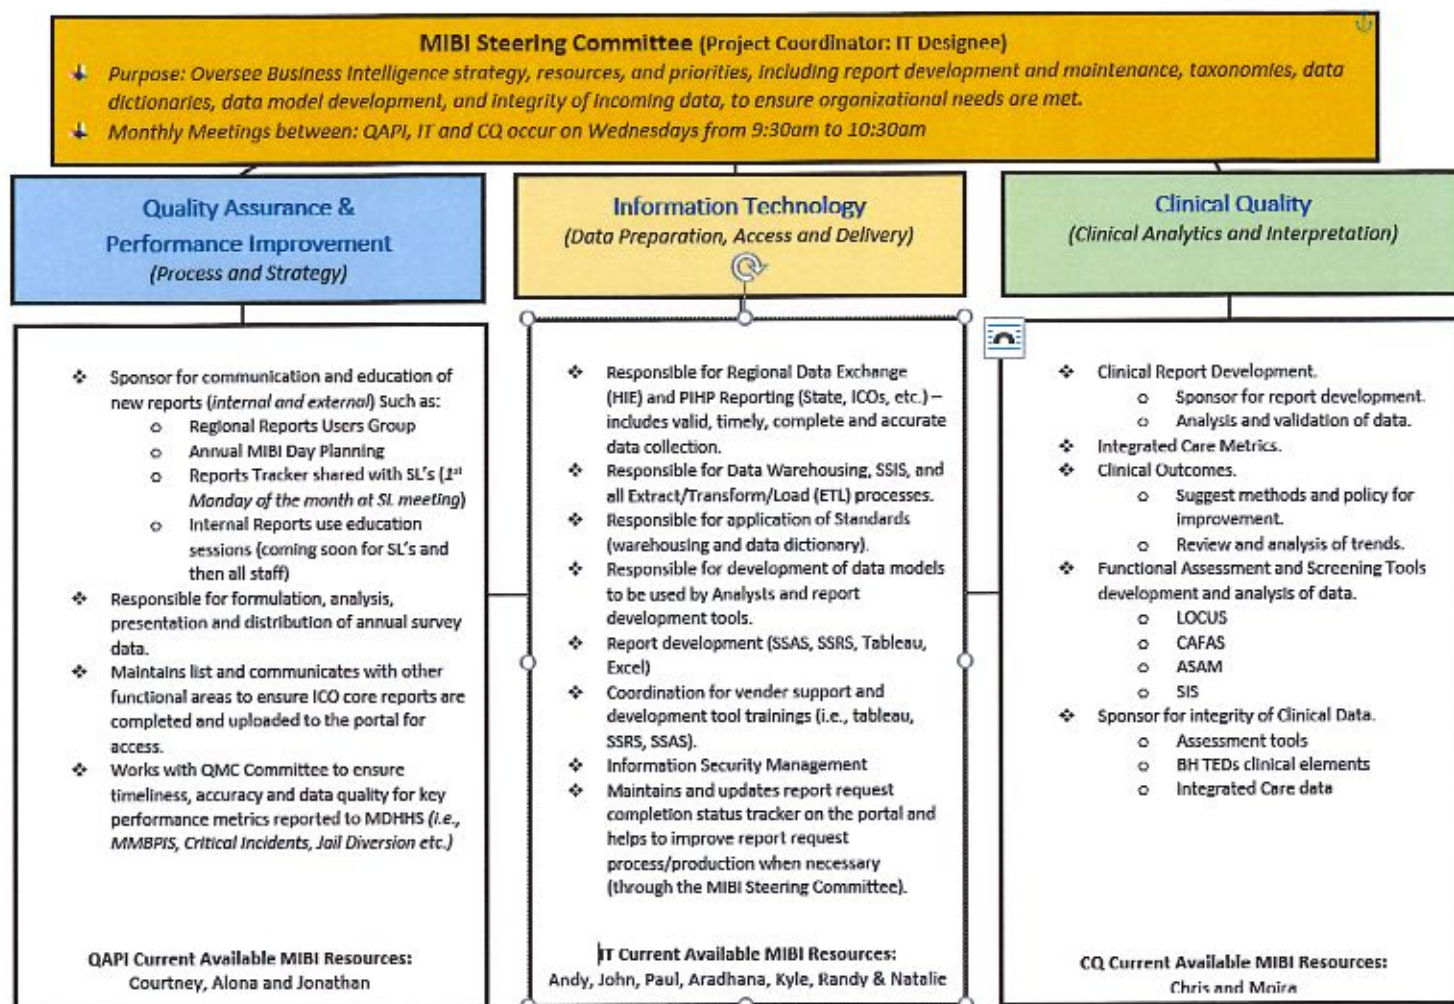 MIBI Steering Committee (Project Coordinator: IT Designee)
Purpose: Oversee Business Intelligence strategy, resources, and priorities, including report development and maintenance, taxonomies, data
dictionaries, data model development, and integrity of incoming data, to ensure organizational needs are met.
Monthly Meetings between: QAPI, IT and CQ occur on Wednesdays from 9:30am to 10:30am
Quality Assurance &
Performance Improvement
(Process and Strategy)
Sponsor for communication and education of
new reports (internal and external) Such as:
Regional Reports Users Group
Annual MIBI Day Planning
Reports Tracker shared with SL's (1st
Monday of the month at SL meeting)
Internal Reports use education
sessions (coming soon for SL's and
then all staff)
Responsible for formulation, analysis,
presentation and distribution of annual survey
data.
Maintains list and communicates with other
functional areas to ensure ICO core reports are
completed and uploaded to the portal for
access.
Works with QMC Committee to ensure
timeliness, accuracy and data quality for key
performance metrics reported to MDHHS (i.e.,
MMBPIS, Critical Incidents, Jail Diversion etc.)
QAPI Current Available MIBI Resources:
Courtney, Alona and Jonathan
Information Technology
(Data Preparation, Access and Delivery)
Responsible for Regional Data Exchange
(HIE) and PIHP Reporting (State, ICOs, etc.) –
includes valid, timely, complete and accurate
data collection.
Responsible for Data Warehousing, SSIS, and
all Extract/Transform/Load (ETL) processes.
Responsible for application of Standards
(warehousing and data dictionary).
Responsible for development of data models
to be used by Analysts and report
development tools.
Report development (SSAS, SSRS, Tableau,
Excel)
Coordination for vender support and
development tool trainings (i.e., tableau,
SSRS, SSAS).
Information Security Management
Maintains and updates report request
completion status tracker on the portal and
helps to improve report request
process/production when necessary
(through the MIBI Steering Committee).
IT Current Available MIBI Resources:
Andy, John, Paul, Aradhana, Kyle, Randy & Natalie
Clinical Quality
(Clinical Analytics and Interpretation)
Clinical Report Development.
Sponsor for report development.
Analysis and validation of data.
Integrated Care Metrics.
Clinical Outcomes.
Suggest methods and policy for
improvement.
Review and analysis of trends.
Functional Assessment and Screening Tools
development and analysis of data.
LOCUS
CAFAS
ASAM
SIS
Sponsor for integrity of Clinical Data.
Assessment tools
BH TEDs clinical elements
Integrated Care data
CQ Current Available MIBI Resources:
Chris and Moira